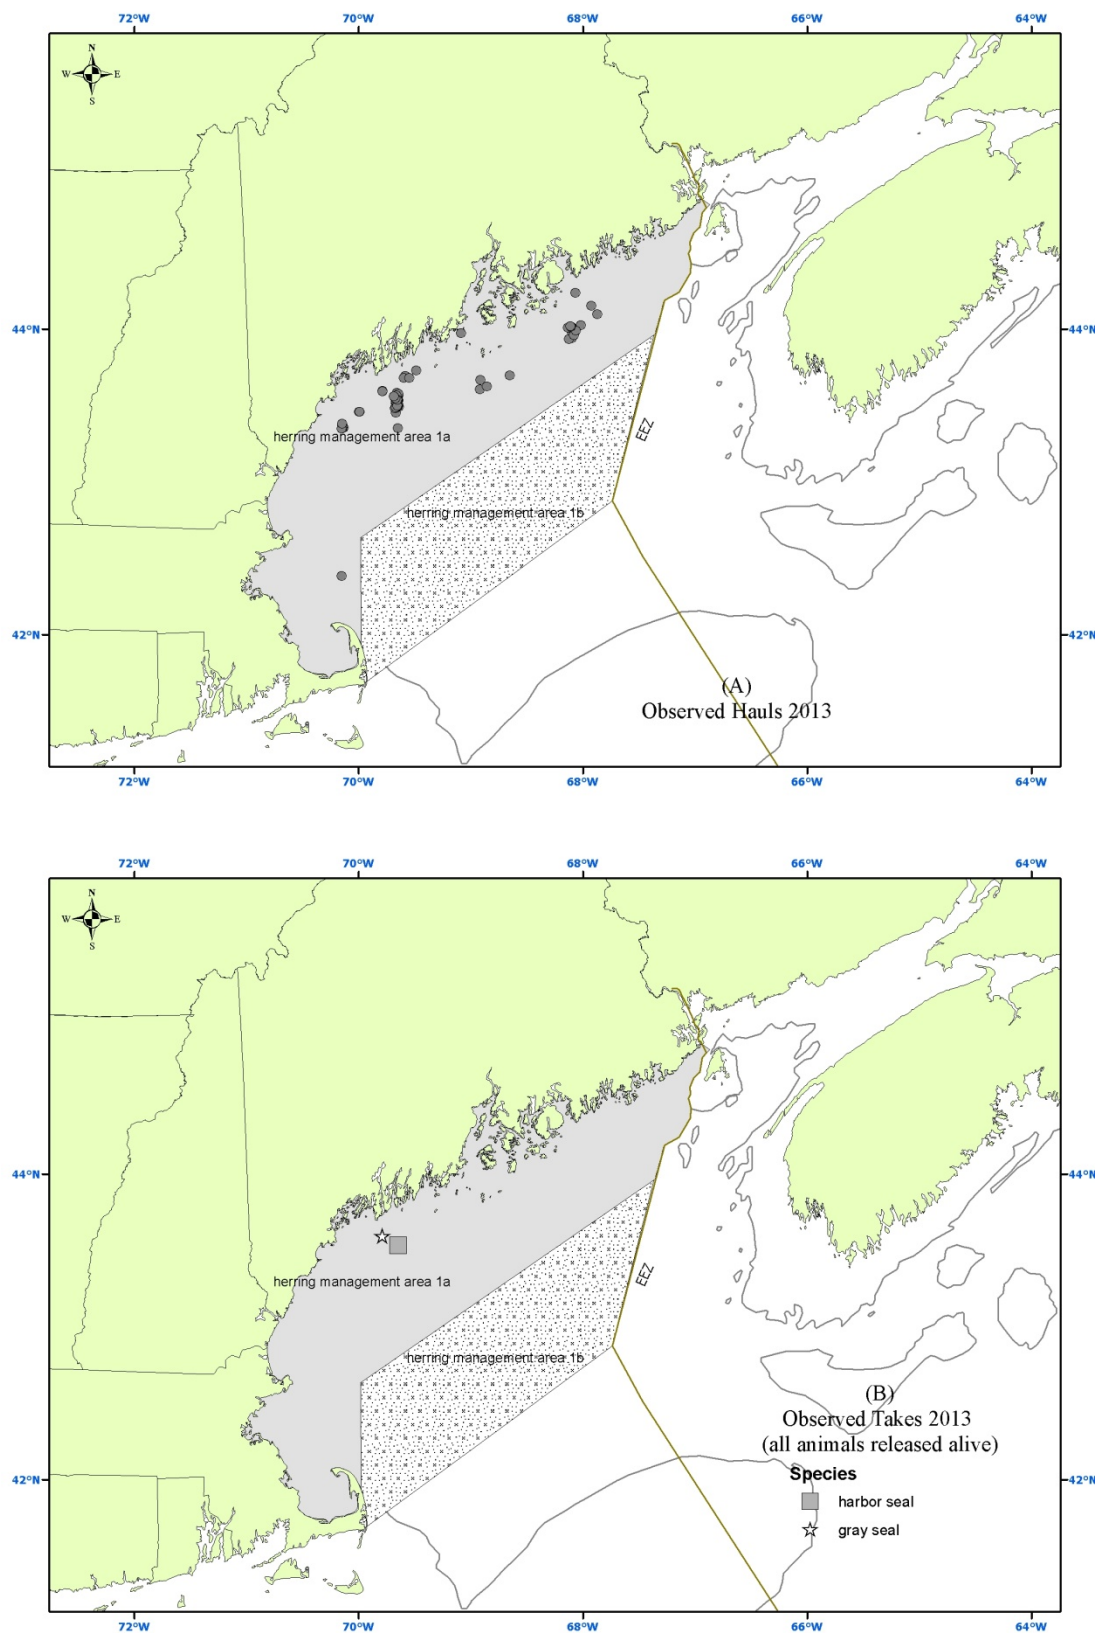 72°W 70°W 68°W 66°W 64°W
N
W E
S
44°N 44°N
herring management area 1a
EEZ
herring management area 1b
42°N 42°N
(A)
Observed Hauls 2013
72°W 70°W 68°W 66°W 64°W
72°W 70°W 68°W 66°W 64°W
N
W E
S
44°N 44°N
herring management area 1a
EEZ
herring management area 1b
(B)
Observed Takes 2013
(all animals released alive)
Species
42°N 42°N
harbor seal
gray seal
72°W 70°W 68°W 66°W 64°W